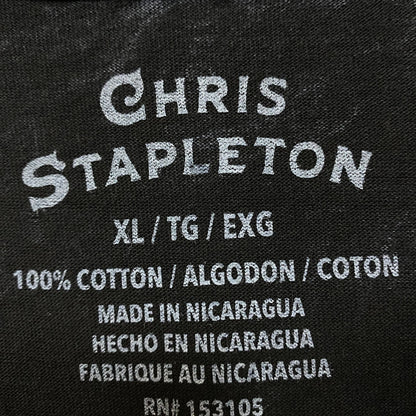 CHRIS
STAPLETON
XL / TG / EXG
100% COTTON / ALGODON / COTON
MADE IN NICARAGUA
HECHO EN NICARAGUA
FABRIQUE AU NICARAGUA
RN# 153105